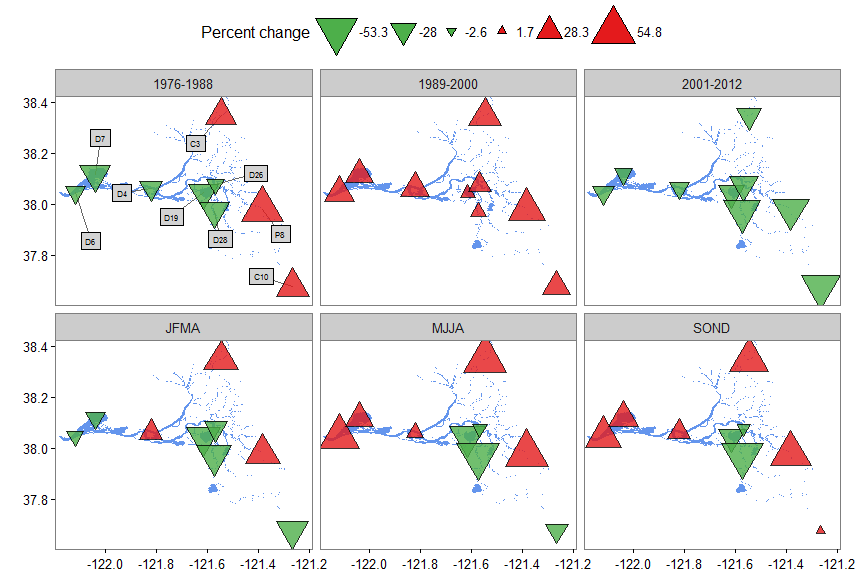 Percent change -53.3 -28 -2.6 1.7 28.3 54.8
1976-1988 1989-2000 2001-2012
38.4
38.2
38.0
37.8
D7
C3
D26
D4
D19
D6
D28
P8
C10
JFMA MJJA SOND
38.4
38.2
38.0
37.8
-122.0 -121.8 -121.6 -121.4 -121.2 -122.0 -121.8 -121.6 -121.4 -121.2 -122.0 -121.8 -121.6 -121.4 -121.2